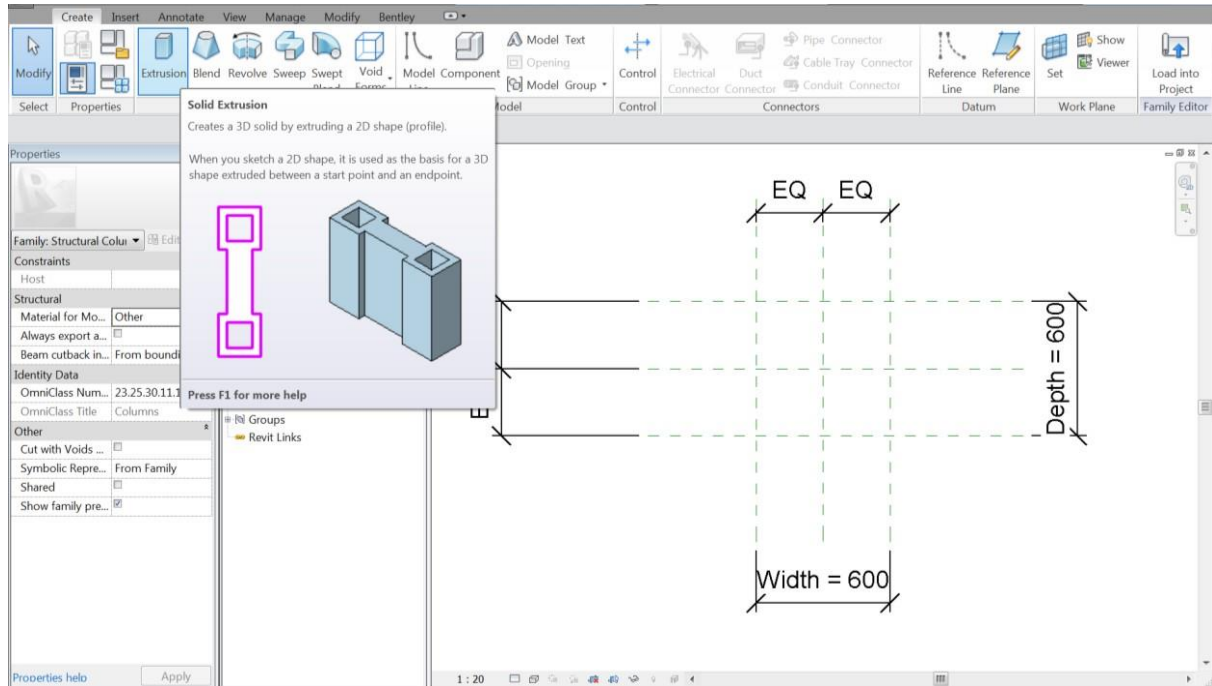 Create Insert Annotate View Manage Modify Bentley
Modify
Extrusion Blend Revolve Sweep Swept Void
Forms
Model Component
Model Text
Opening
Model Group
Control
Electrical Connector
Duct Connector
Pipe Connector
Cable Tray Connector
Conduit Connector
Reference Line
Reference Plane
Set
Show
Viewer
Load into Project
Select Properties Model Control Connectors Datum Work Plane Family Editor
Solid Extrusion
Creates a 3D solid by extruding a 2D shape (profile).
When you sketch a 2D shape, it is used as the basis for a 3D
shape extruded between a start point and an endpoint.
Press F1 for more help
Properties
Family: Structural Colu
Edit
Constraints
Host
Structural
Material for Mo... Other
Always export a...
Beam cutback in... From boundi
Identity Data
OmniClass Num... 23.25.30.11.1
OmniClass Title Columns
Other
Cut with Voids ...
Symbolic Repre... From Family
Shared
Show family pre...
Properties help Apply
Groups
Revit Links
EQ EQ
Depth = 600
Width = 600
1 : 20